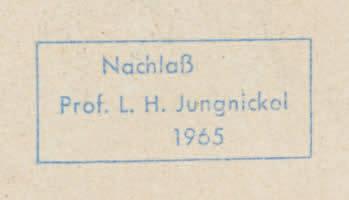 Nachlaß
Prof. L. H. Jungnickel
1965